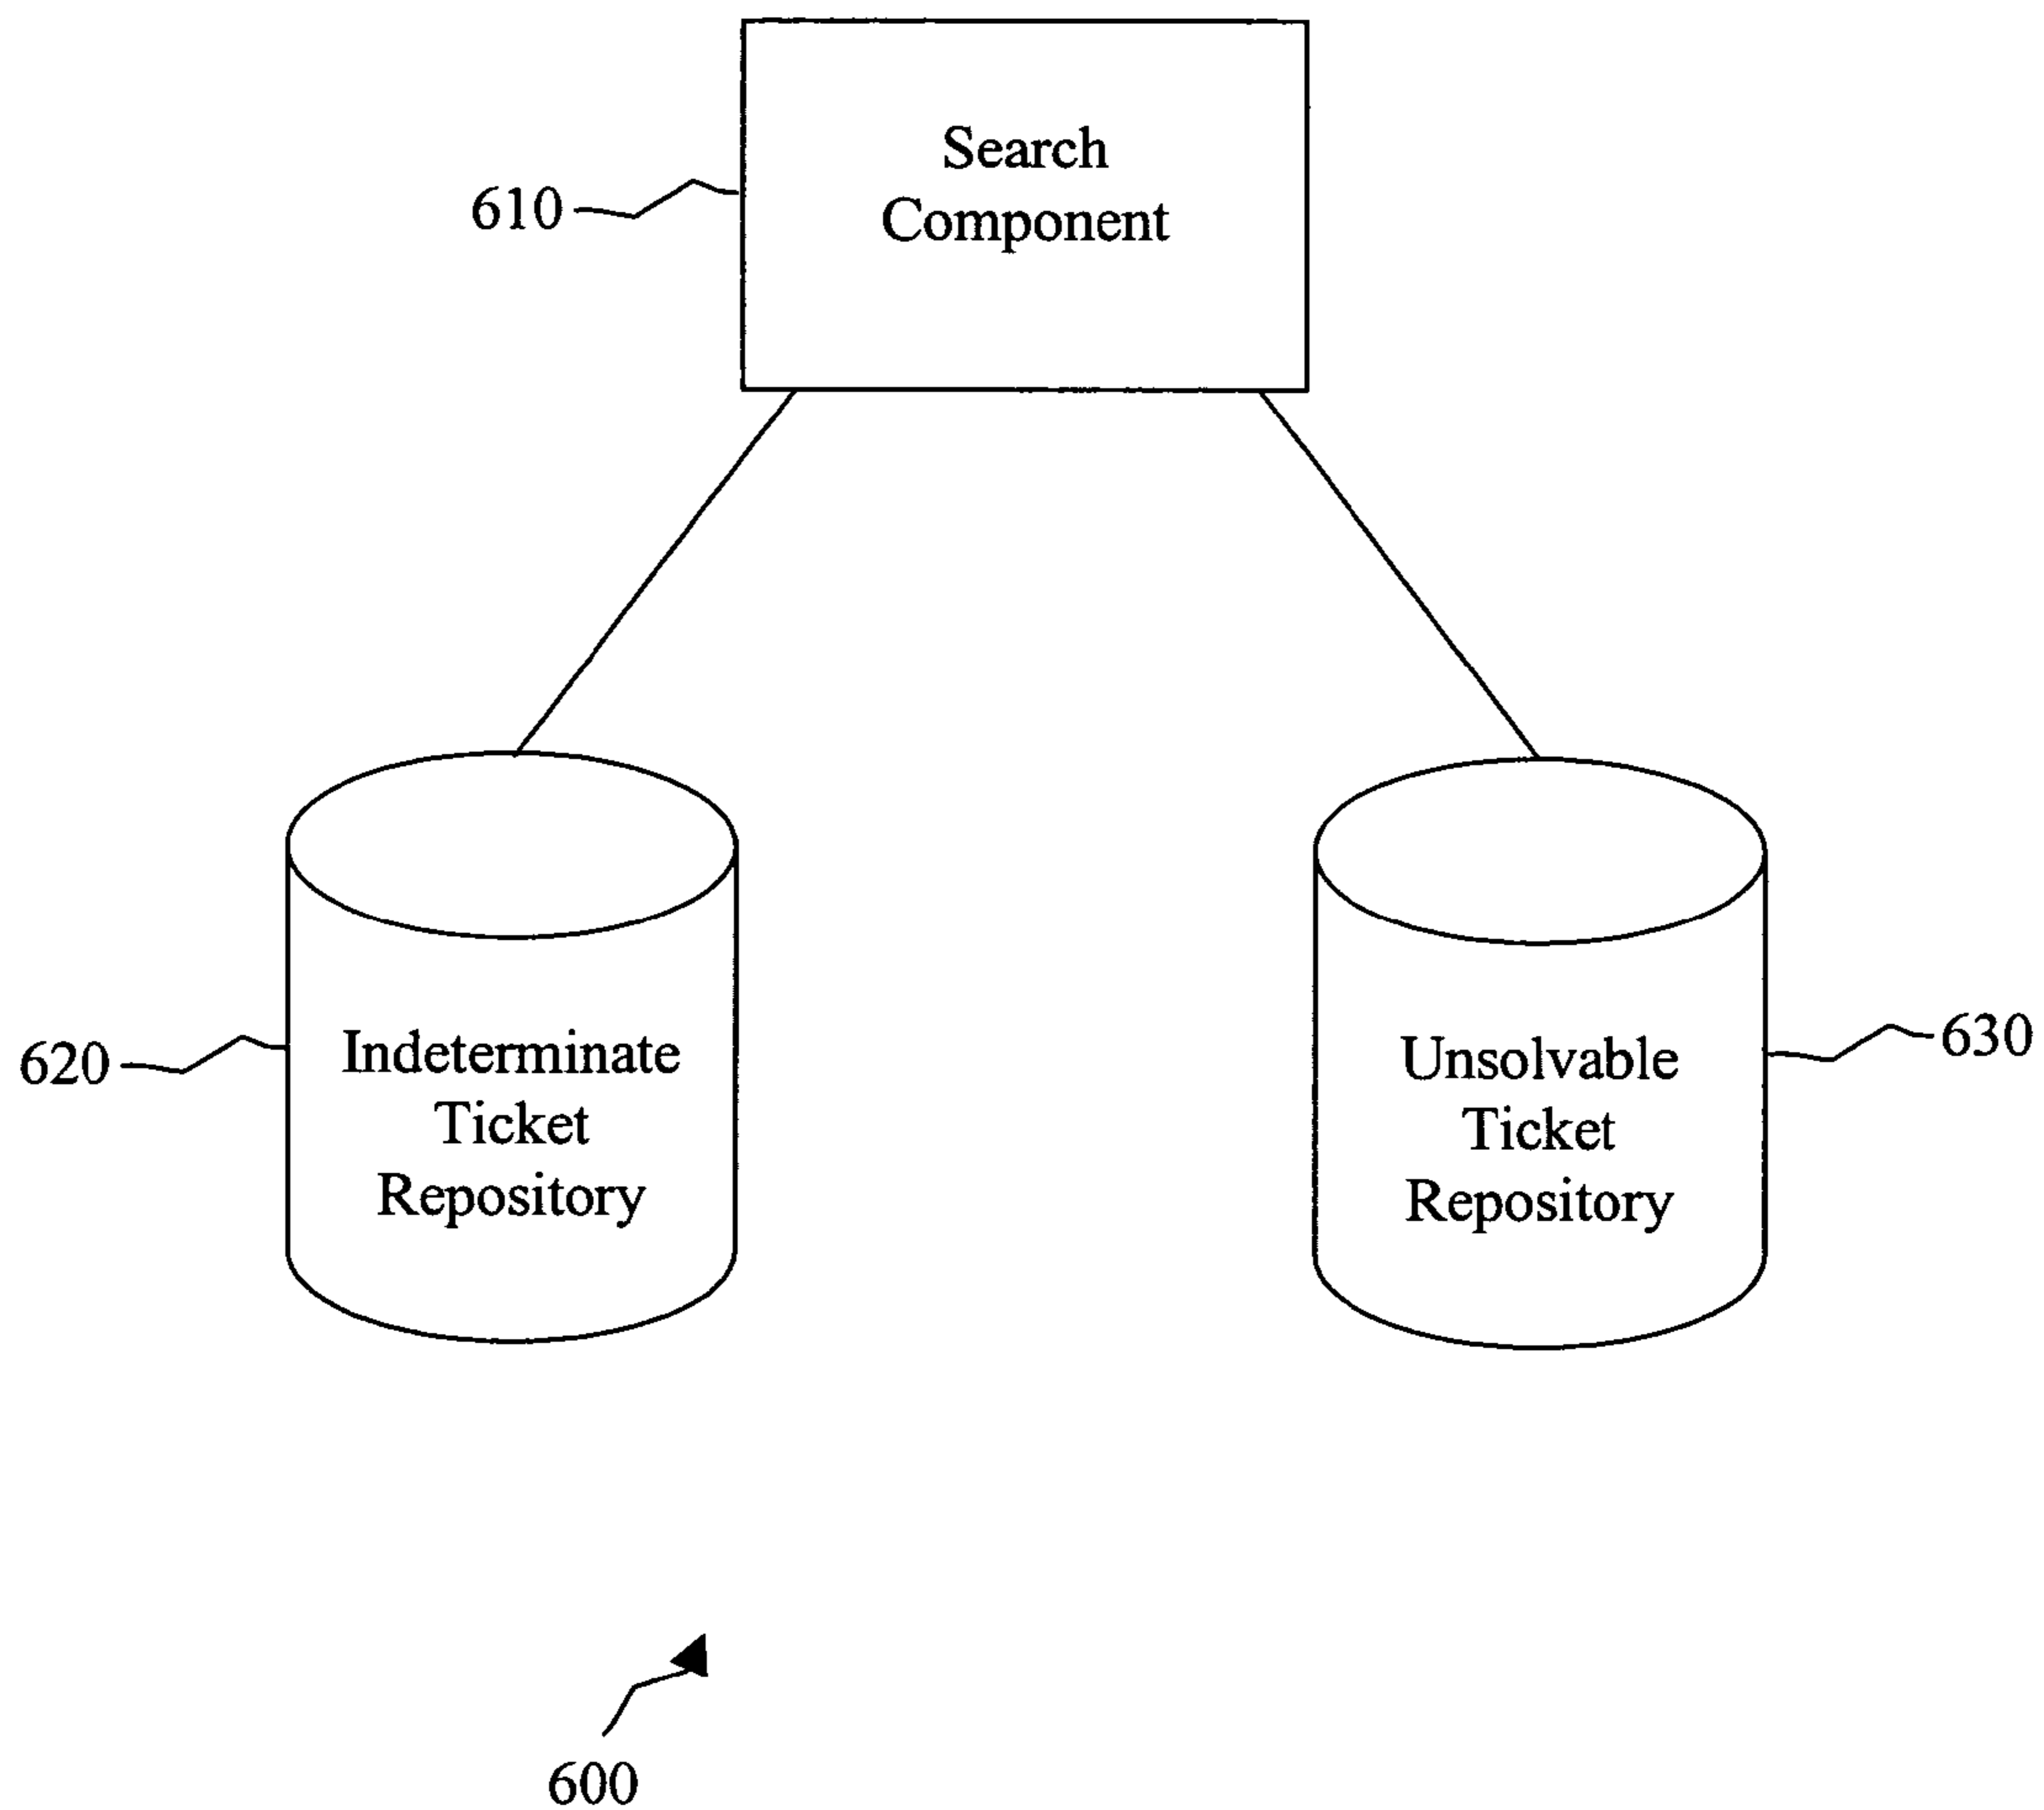 Search
Component
610
Indeterminate
Ticket
Repository
620
Unsolvable
Ticket
Repository
630
600